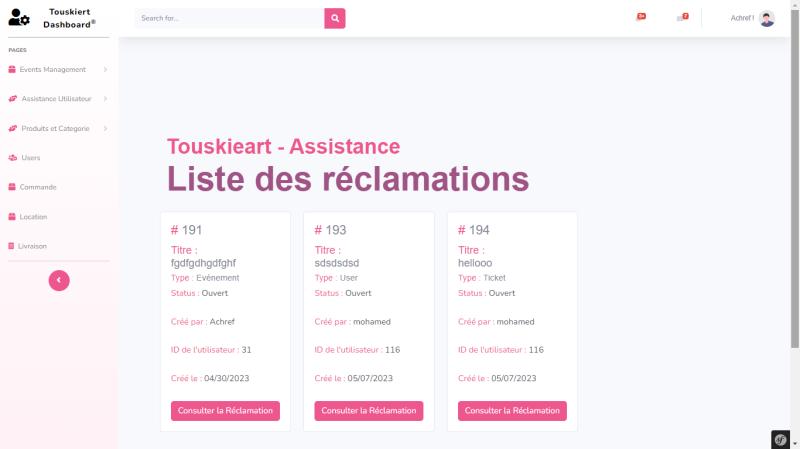 Touskiert
Dashboard®
Search for...
3+
7
Achref I
PAGES
Events Management
Assistance Utilisateur
Produits et Categorie
Users
Commande
Location
Livraison
Touskieart - Assistance
Liste des réclamations
# 191
Titre :
fgdfgdhgdfghf
Type : Evénement
Status : Ouvert
Créé par : Achref
ID de l'utilisateur : 31
Créé le : 04/30/2023
Consulter la Réclamation
# 193
Titre :
sdsdsdsd
Type : User
Status : Ouvert
Créé par : mohamed
ID de l'utilisateur : 116
Créé le : 05/07/2023
Consulter la Réclamation
# 194
Titre :
hellooo
Type : Ticket
Status : Ouvert
Créé par : mohamed
ID de l'utilisateur : 116
Créé le : 05/07/2023
Consulter la Réclamation
sf